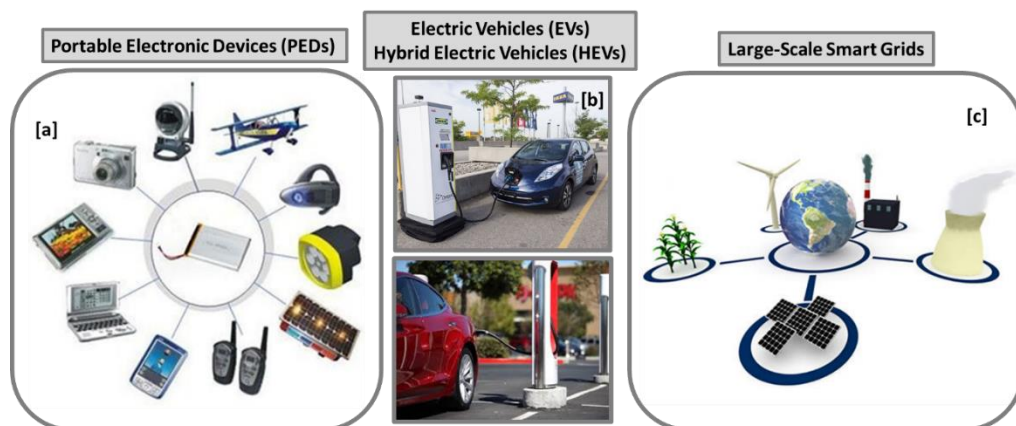 Portable Electronic Devices (PEDs)
Electric Vehicles (EVs)
Hybrid Electric Vehicles (HEVs)
Large-Scale Smart Grids
[a]
[b]
[c]